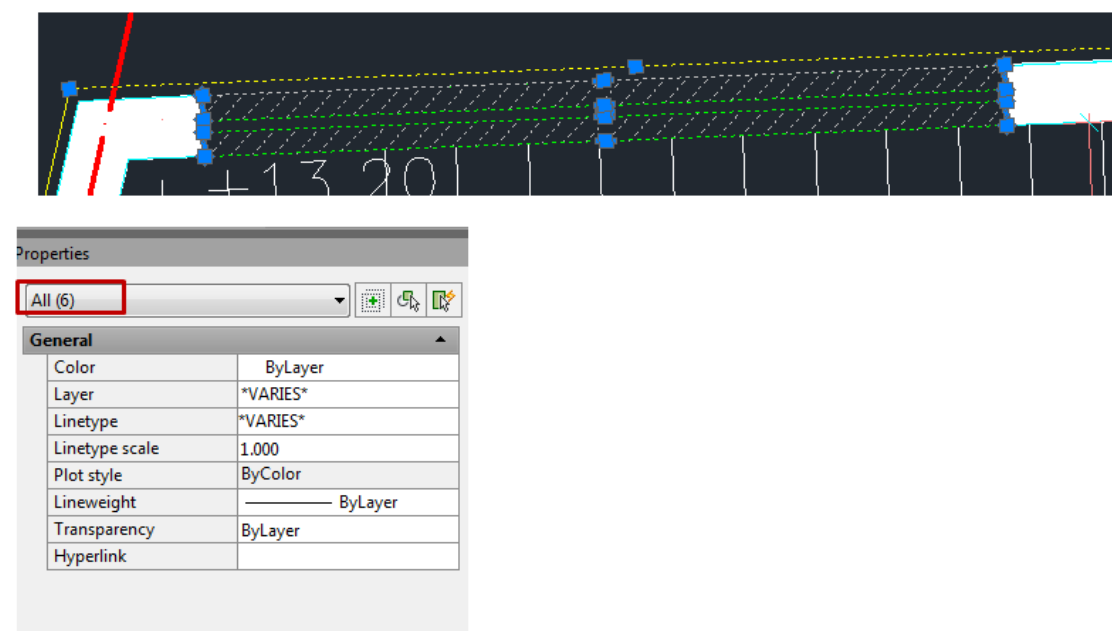 +13,20
Properties
All (6)
General
Color ByLayer
Layer *VARIES*
Linetype *VARIES*
Linetype scale 1.000
Plot style ByColor
Lineweight ByLayer
Transparency ByLayer
Hyperlink